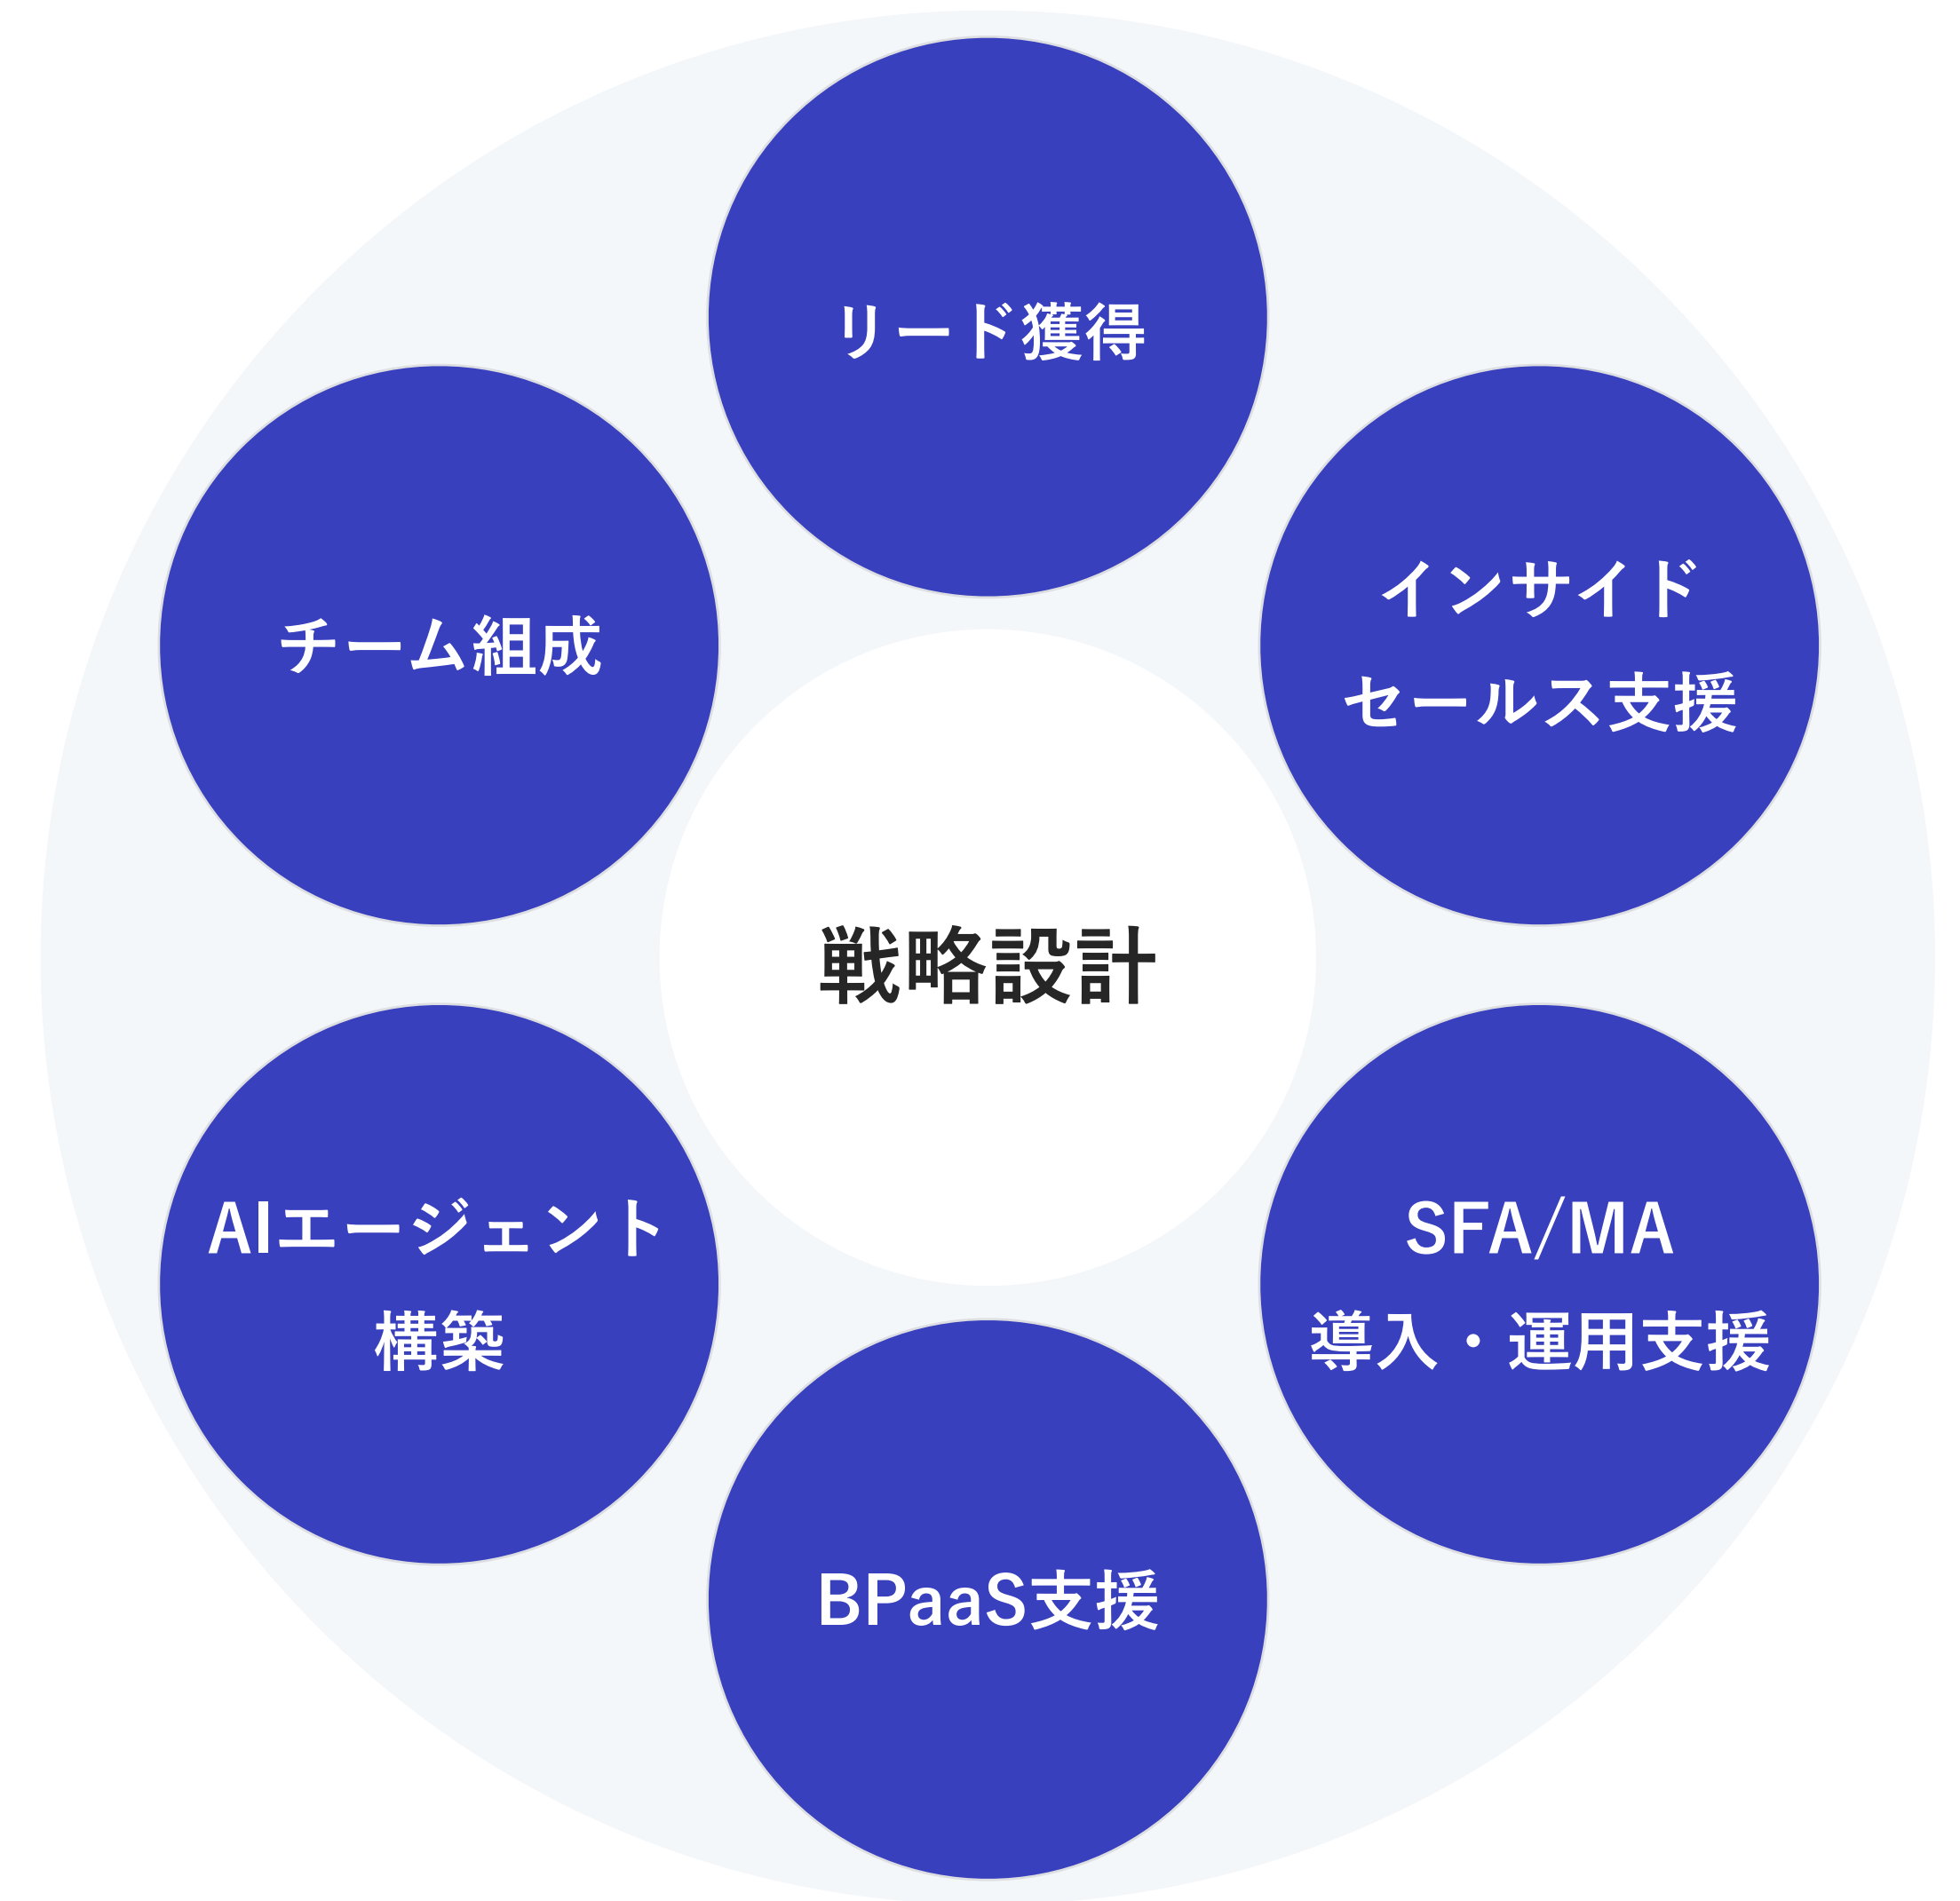 リード獲得
チーム組成
インサイド
セールス支援
戦略設計
AIエージェント
構築
SFA/MA
導入・運用支援
BPaaS支援